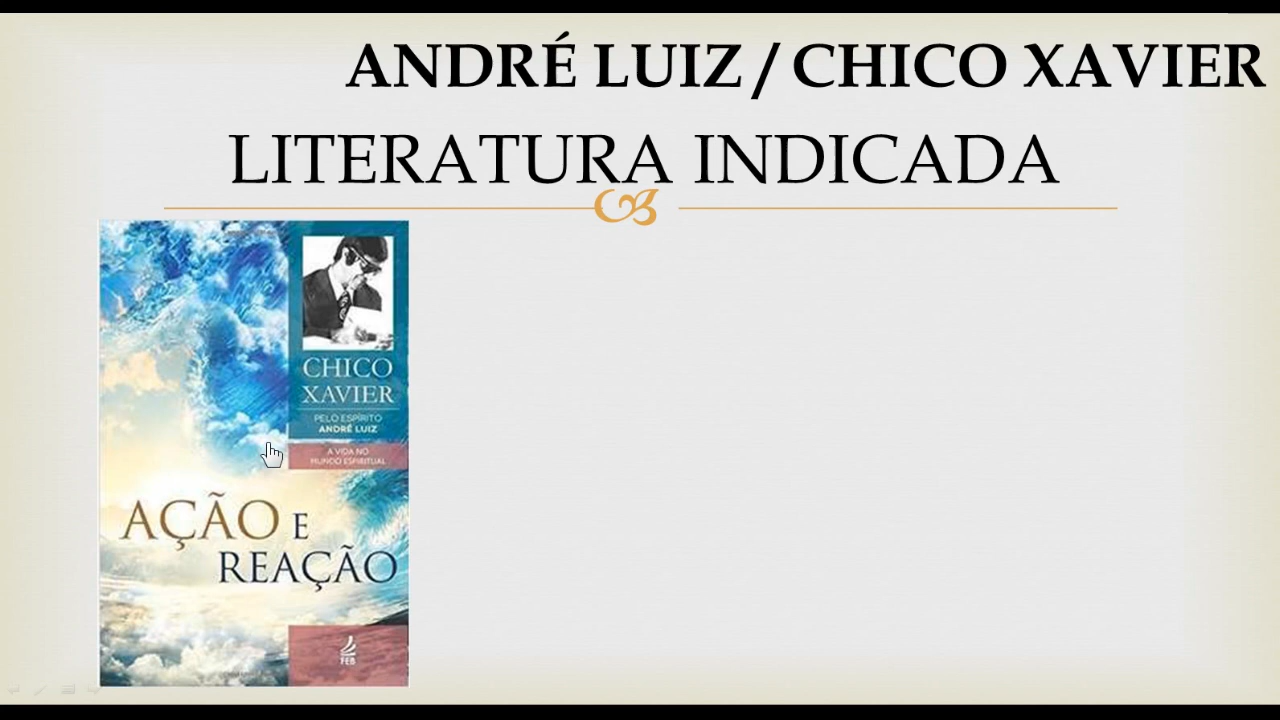 ANDRÉ LUIZ / CHICO XAVIER
LITERATURA INDICADA
CHICO
XAVIER
PELO ESPÍRITO
ANDRÉ LUIZ
A VIDA NO
MUNDO ESPIRITUAL
AÇÃO E
REAÇÃO
FEB